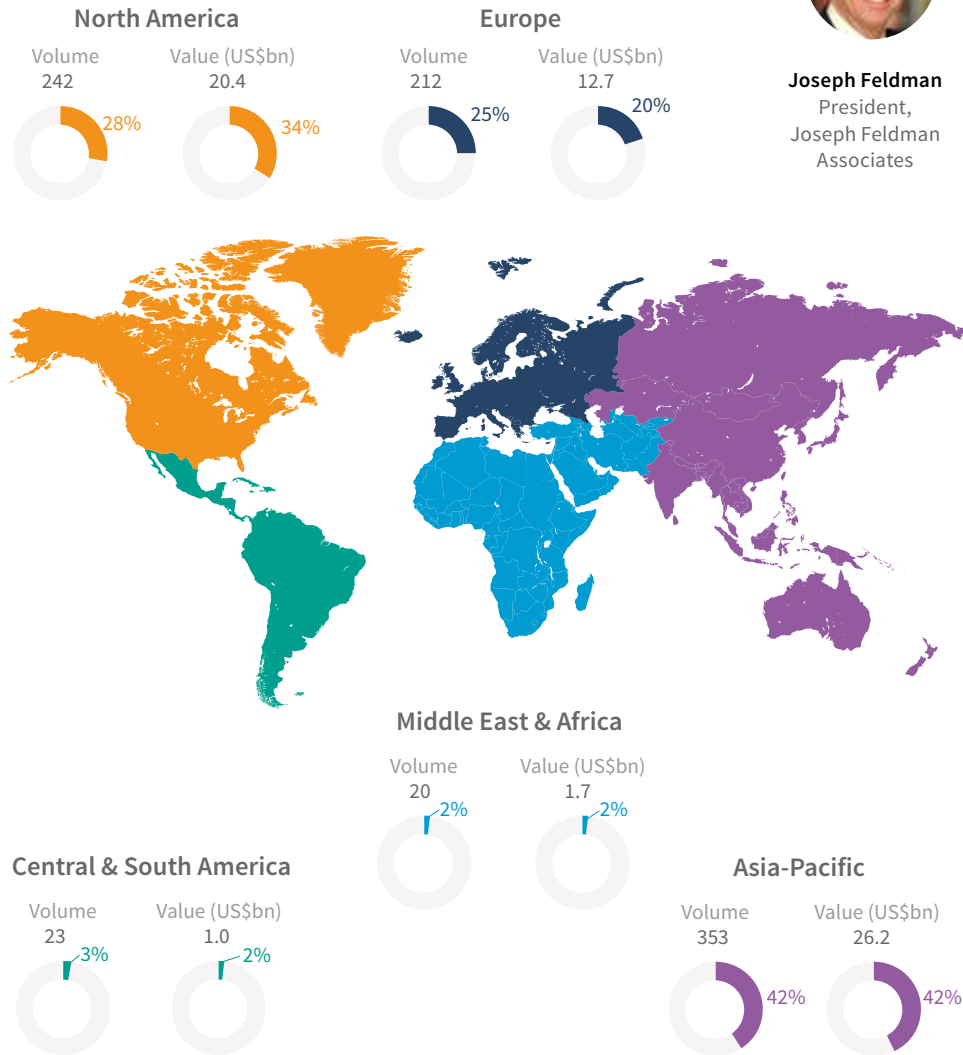 North America
Volume
242
28%
Value (US$bn)
20.4
34%
Europe
Volume
212
25%
Value (US$bn)
12.7
20%
Joseph Feldman
President,
Joseph Feldman
Associates
Middle East & Africa
Volume
20
2%
Value (US$bn)
1.7
2%
Central & South America
Volume
23
3%
Value (US$bn)
1.0
2%
Asia-Pacific
Volume
353
42%
Value (US$bn)
26.2
42%